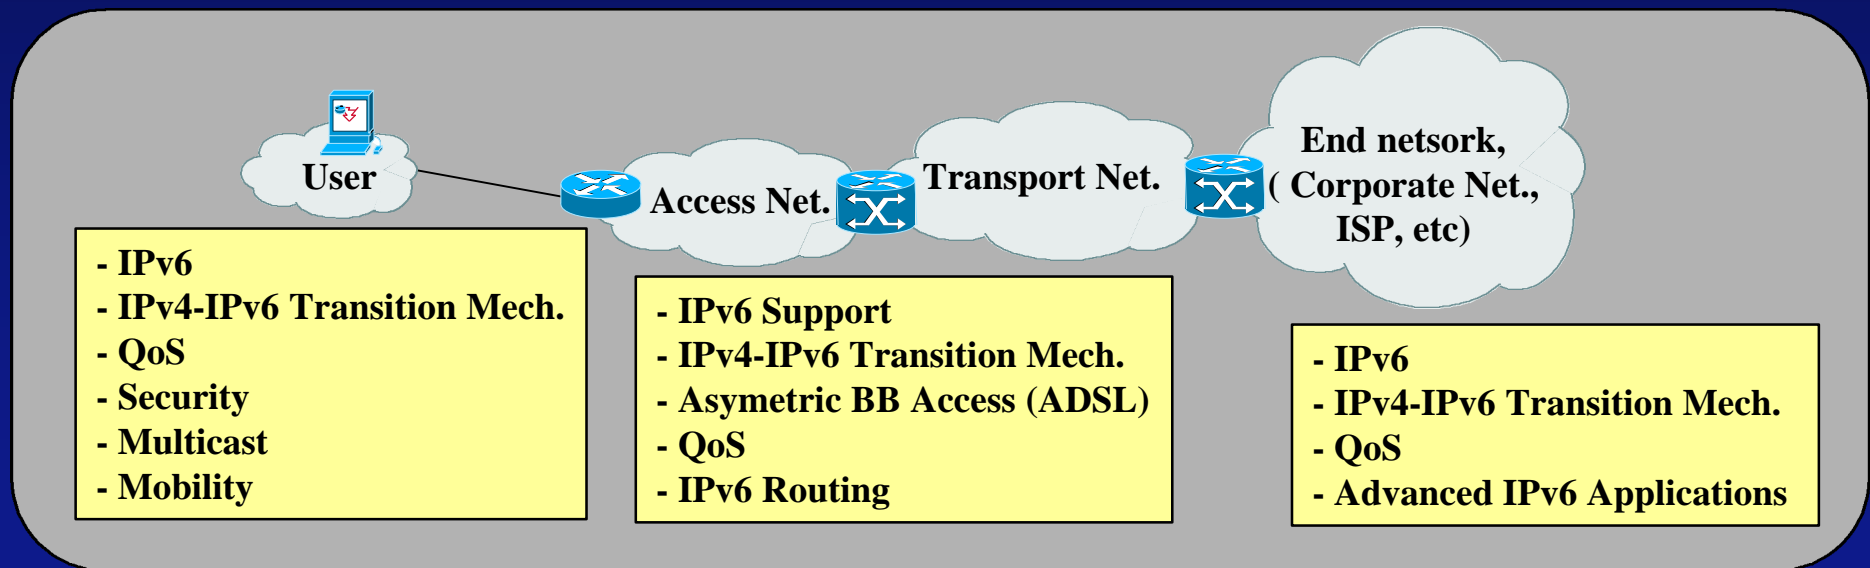 User
Access Net.
Transport Net.
End netsork,
( Corporate Net.,
ISP, etc)
- IPv6
- IPv4-IPv6 Transition Mech.
- QoS
- Security
- Multicast
- Mobility
- IPv6 Support
- IPv4-IPv6 Transition Mech.
- Asymetric BB Access (ADSL)
- QoS
- IPv6 Routing
- IPv6
- IPv4-IPv6 Transition Mech.
- QoS
- Advanced IPv6 Applications